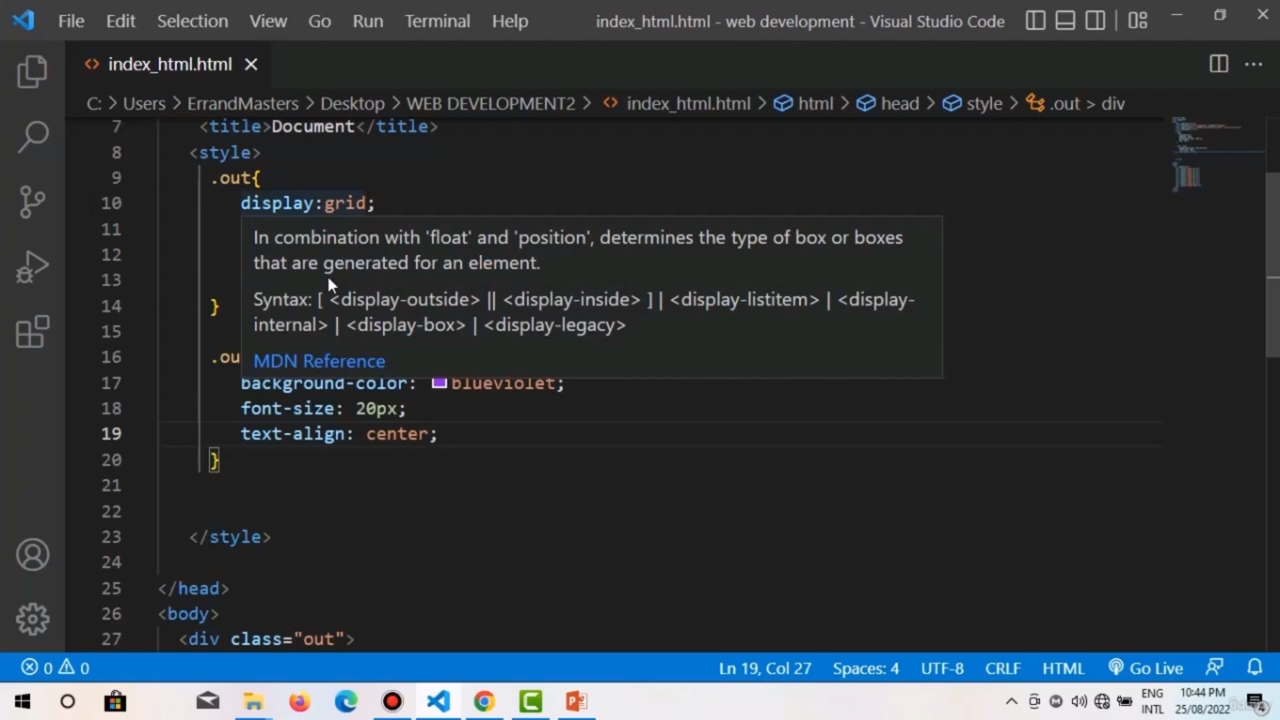 File Edit Selection View Go Run Terminal Help index_html.html - web development - Visual Studio Code
index_html.html
C: > Users > ErrandMasters > Desktop > WEB DEVELOPMENT2 > index_html.html > html > head > style > .out > div
7 <title>Document</title>
8 <style>
9 .out{
10 display:grid;
11 In combination with 'float' and 'position', determines the type of box or boxes
12 that are generated for an element.
13 Syntax: [ <display-outside> || <display-inside> ] | <display-listitem> | <display-
14 } internal> | <display-box> | <display-legacy>
15 MDN Reference
16 .ou
17 background-color: blueviolet;
18 font-size: 20px;
19 text-align: center;
20 }
21
22
23 </style>
24
25 </head>
26 <body>
27 <div class="out">
0 0 Ln 19, Col 27 Spaces: 4 UTF-8 CRLF HTML Go Live
ENG 10:44 PM
INTL 25/08/2022